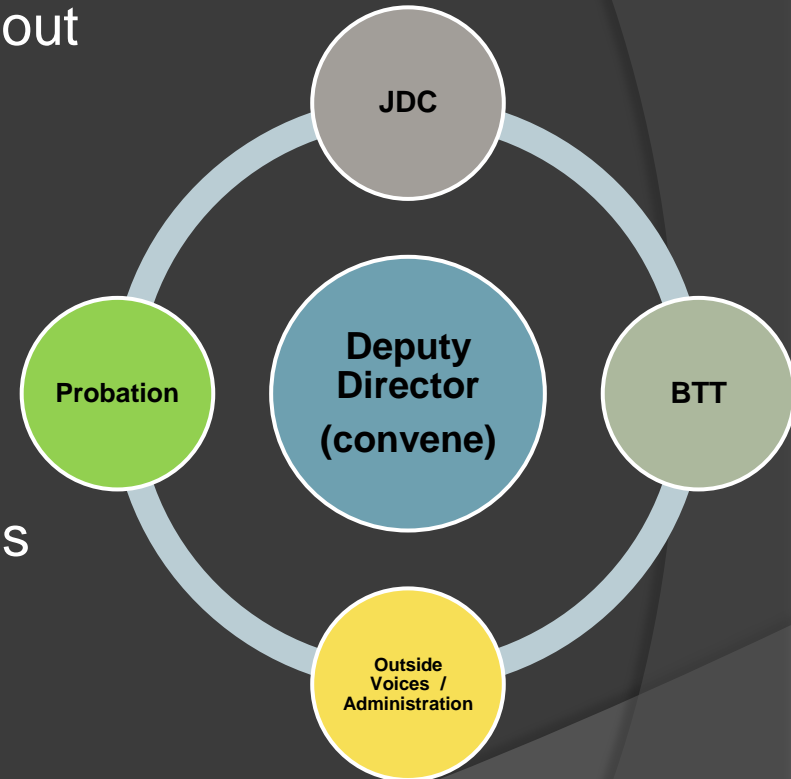 out
JDC
Deputy
Director
(convene)
Probation
BTT
s
Outside
Voices /
Administration